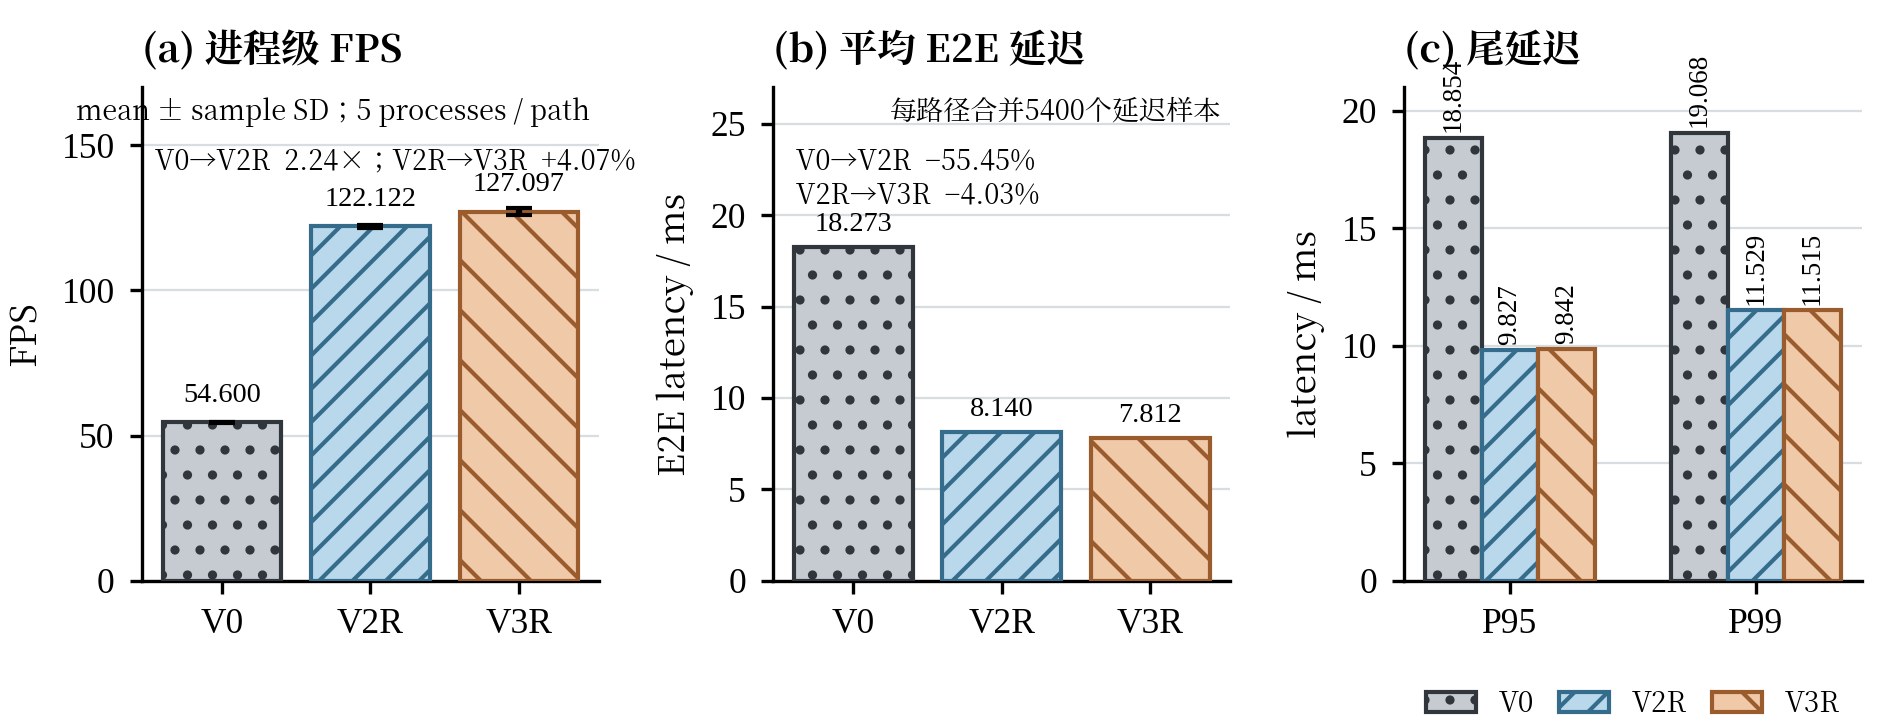 (a) 进程级 FPS
mean ± sample SD；5 processes / path
V0→V2R 2.24×；V2R→V3R +4.07%
150
100
50
0
FPS
54.600
122.122
127.097
V0
V2R
V3R
(b) 平均 E2E 延迟
每路径合并5400个延迟样本
V0→V2R −55.45%
V2R→V3R −4.03%
25
20
15
10
5
0
E2E latency / ms
18.273
8.140
7.812
V0
V2R
V3R
(c) 尾延迟
20
15
10
5
0
latency / ms
18.854
9.827
9.842
19.068
11.529
11.515
P95
P99
V0
V2R
V3R